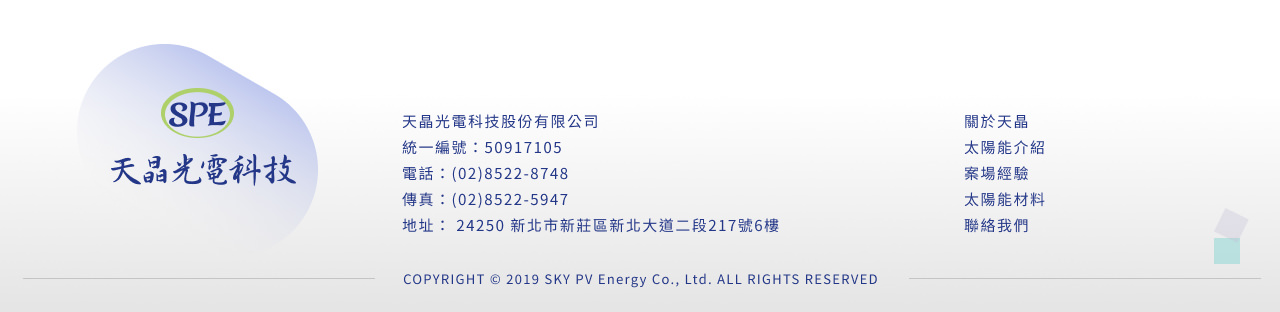 SPE
天晶光電科技
天晶光電科技股份有限公司
統一編號：50917105
電話：(02)8522-8748
傳真：(02)8522-5947
地址： 24250 新北市新莊區新北大道二段217號6樓
關於天晶
太陽能介紹
案場經驗
太陽能材料
聯絡我們
COPYRIGHT © 2019 SKY PV Energy Co., Ltd. ALL RIGHTS RESERVED